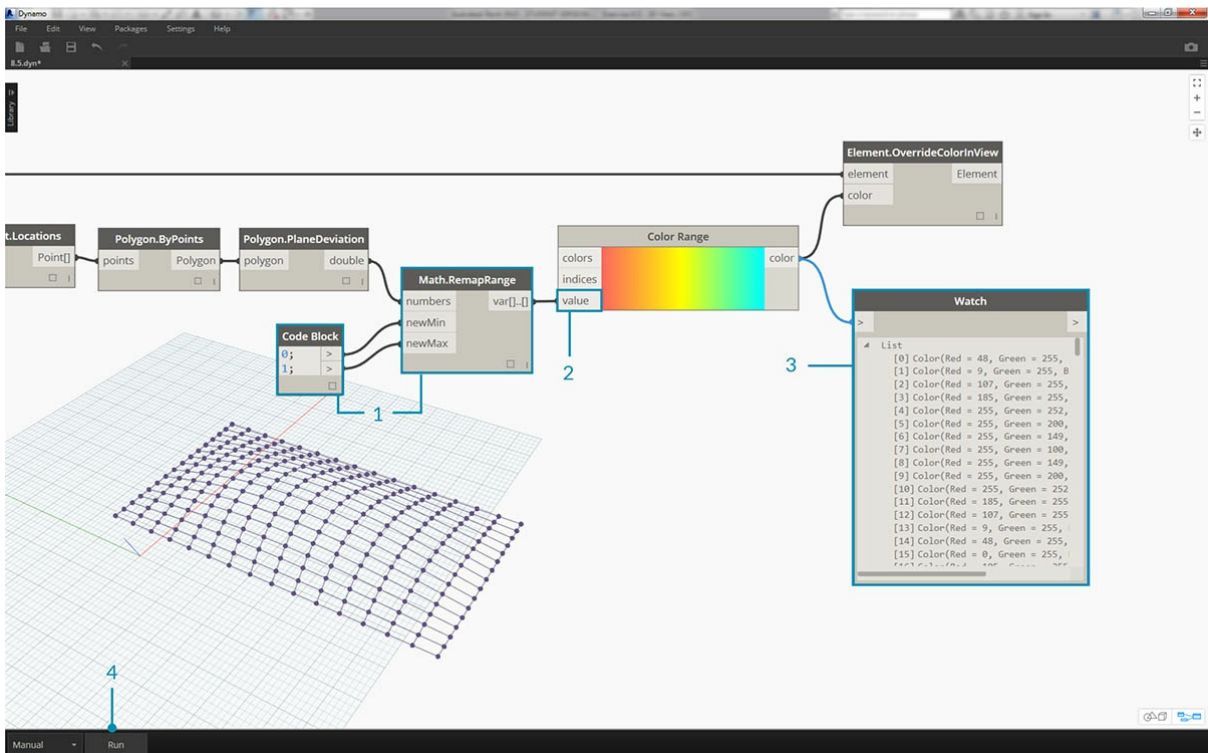 Dynamo
File Edit View Packages Settings Help
8.5.dyn*
Library
Element.OverrideColorInView
element Element
color
t.Locations
Point[]
Polygon.ByPoints
points Polygon
Polygon.PlaneDeviation
polygon double
Color Range
colors color
indices
value
Math.RemapRange
numbers var[]..[]
newMin
newMax
Code Block
0; >
1; >
1
2
3
Watch
> >
List
[0] Color(Red = 48, Green = 255,
[1] Color(Red = 9, Green = 255, B
[2] Color(Red = 107, Green = 255,
[3] Color(Red = 185, Green = 255,
[4] Color(Red = 255, Green = 252,
[5] Color(Red = 255, Green = 200,
[6] Color(Red = 255, Green = 149,
[7] Color(Red = 255, Green = 100,
[8] Color(Red = 255, Green = 149,
[9] Color(Red = 255, Green = 200,
[10] Color(Red = 255, Green = 252
[11] Color(Red = 185, Green = 255
[12] Color(Red = 107, Green = 255
[13] Color(Red = 9, Green = 255,
[14] Color(Red = 48, Green = 255,
[15] Color(Red = 0, Green = 255,
4
Manual Run